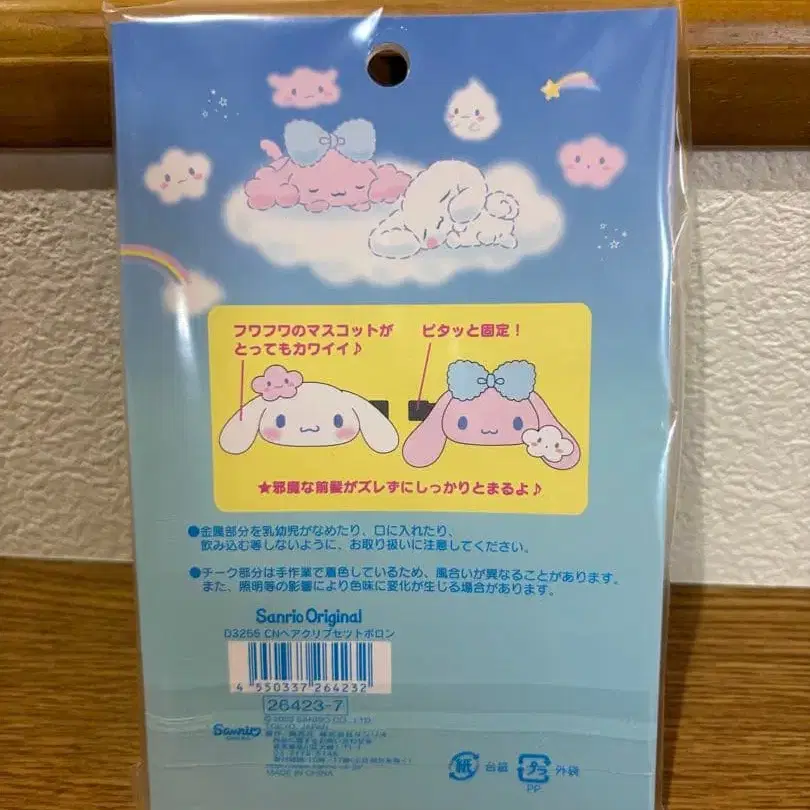 フワフワのマスコットが
とってもカワイイ♪
ピタッと固定!
★邪魔な前髪がズレずにしっかりとまるよ♪
●金属部分を乳幼児がなめたり、口に入れたり、
飲み込む等しないように、お取り扱いに注意してください。
●チーク部分は手作業で着色しているため、風合いが異なることがあります。
また、照明等の影響により色味に変化が生じる場合があります。
Sanrio Original
D3255 CNヘアクリップセットポロン
4 550337 264232
26423-7
SANRIO CO., LTD.
TOKYO, JAPAN
Sanrio
MADE IN CHINA
紙 台紙
プラ 外袋
PP